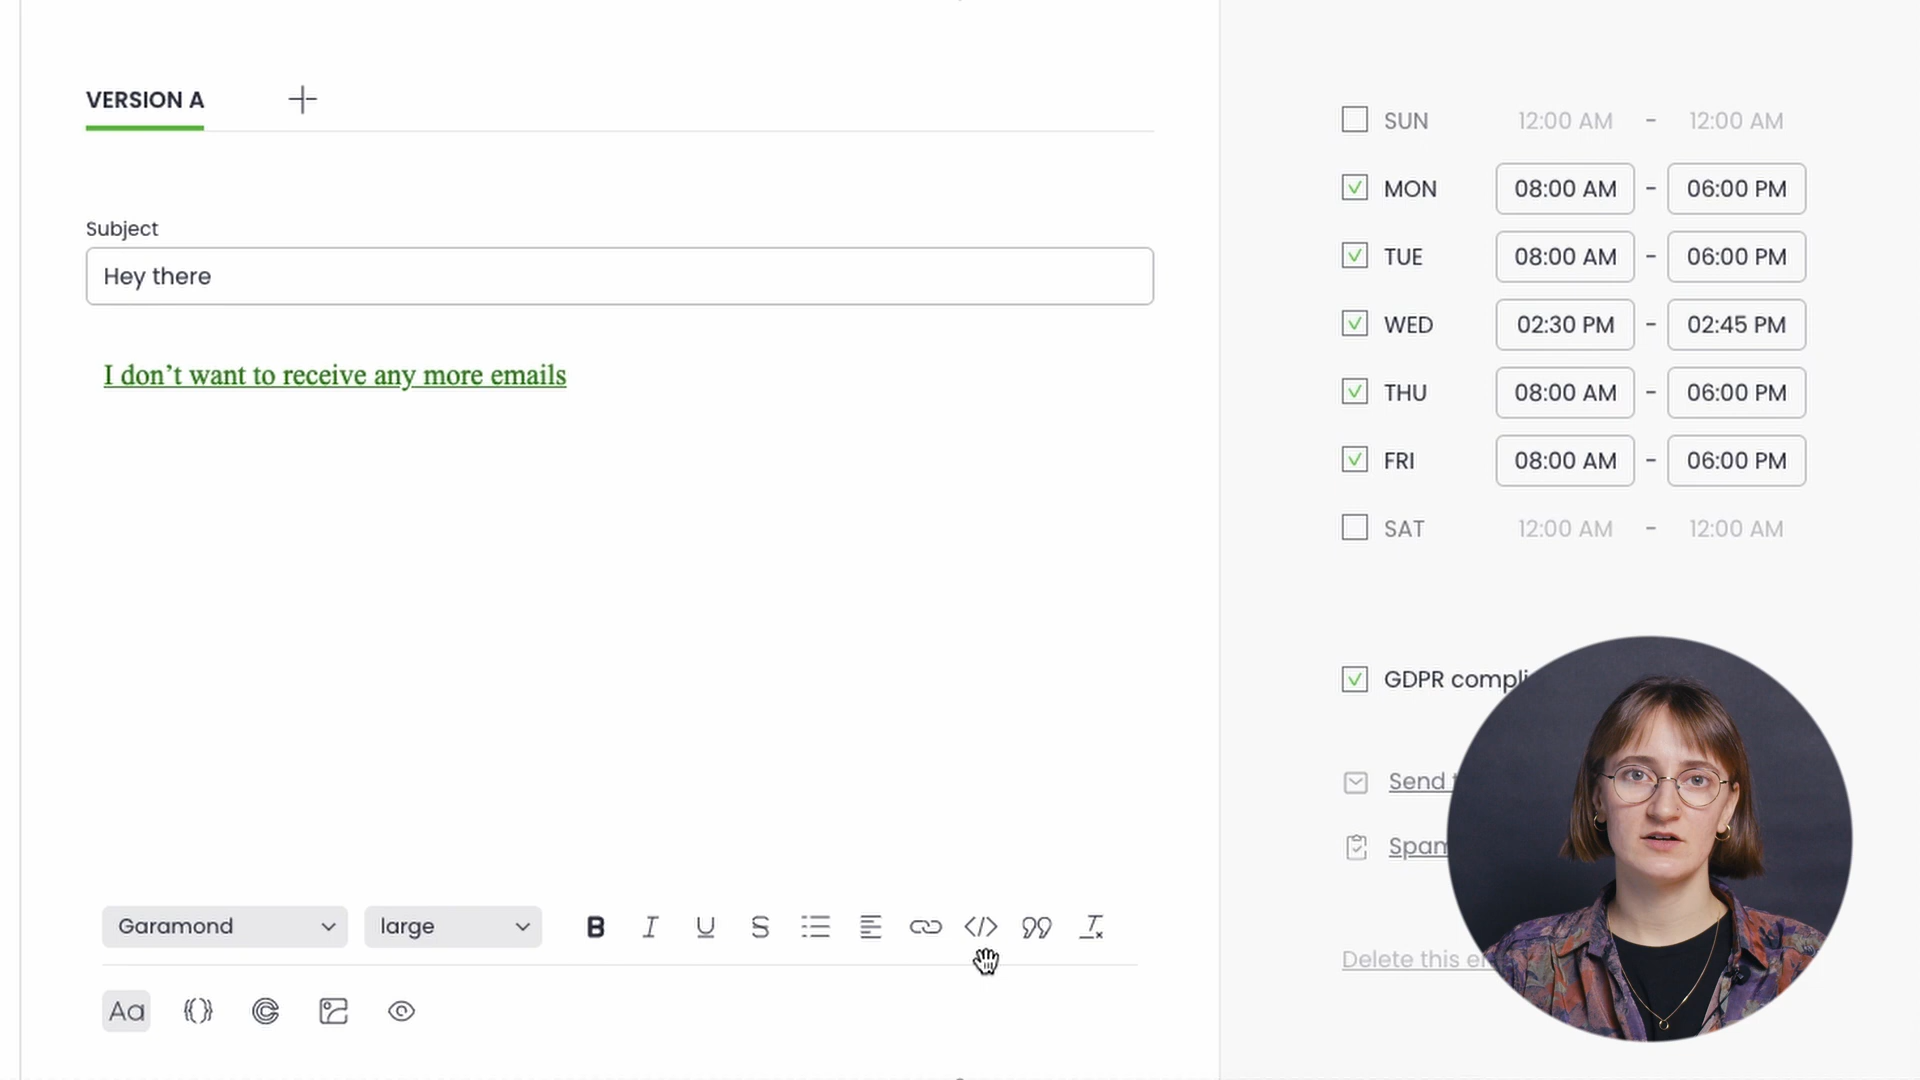 VERSION A
Subject
Hey there
I don’t want to receive any more emails
Garamond
large
B I U S
Aa
SUN 12:00 AM - 12:00 AM
MON 08:00 AM - 06:00 PM
TUE 08:00 AM - 06:00 PM
WED 02:30 PM - 02:45 PM
THU 08:00 AM - 06:00 PM
FRI 08:00 AM - 06:00 PM
SAT 12:00 AM - 12:00 AM
GDPR compli
Send
Spam
Delete this